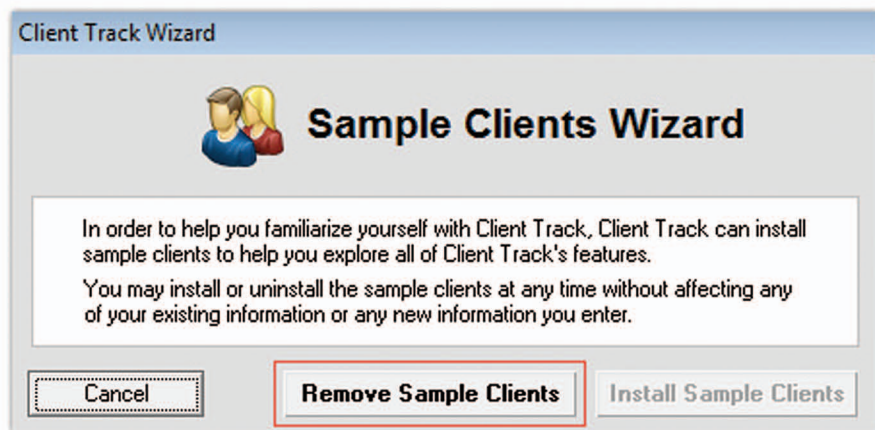 Client Track Wizard
Sample Clients Wizard
In order to help you familiarize yourself with Client Track, Client Track can install
sample clients to help you explore all of Client Track's features.
You may install or uninstall the sample clients at any time without affecting any
of your existing information or any new information you enter.
Cancel Remove Sample Clients Install Sample Clients